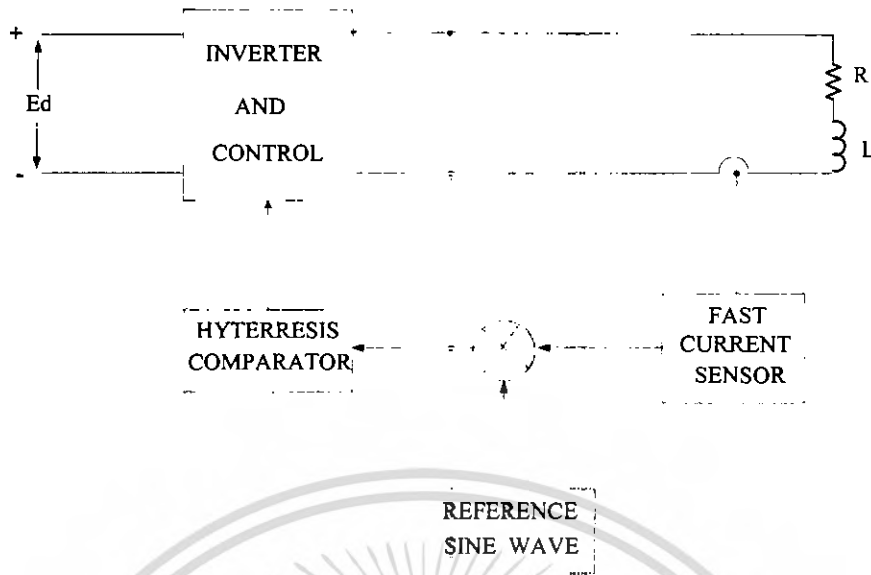 +
INVERTER
R
Ed
AND
CONTROL
L
-
HYTERRESIS
COMPARATOR
FAST
CURRENT
SENSOR
REFERENCE
SINE WAVE